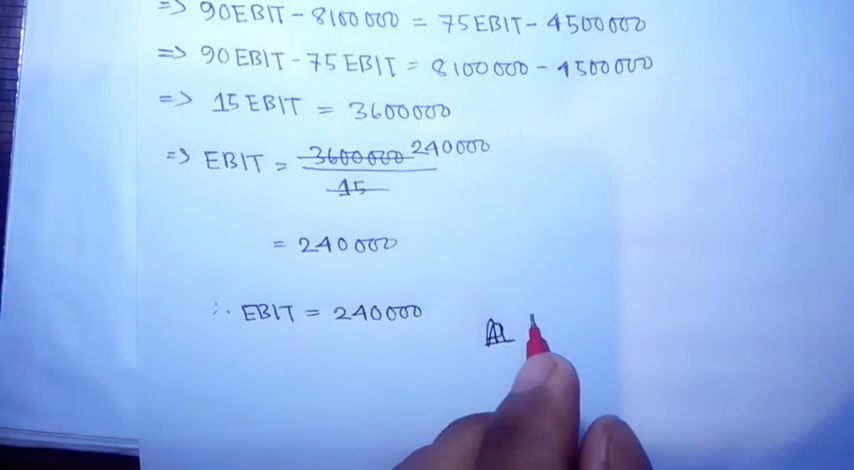 => 90EBIT - 8100000 = 75EBIT - 4500000
=> 90EBIT - 75EBIT = 8100000 - 4500000
=> 15EBIT = 3600000
=> EBIT = 3600000 240000
15
= 240000
∴ EBIT = 240000